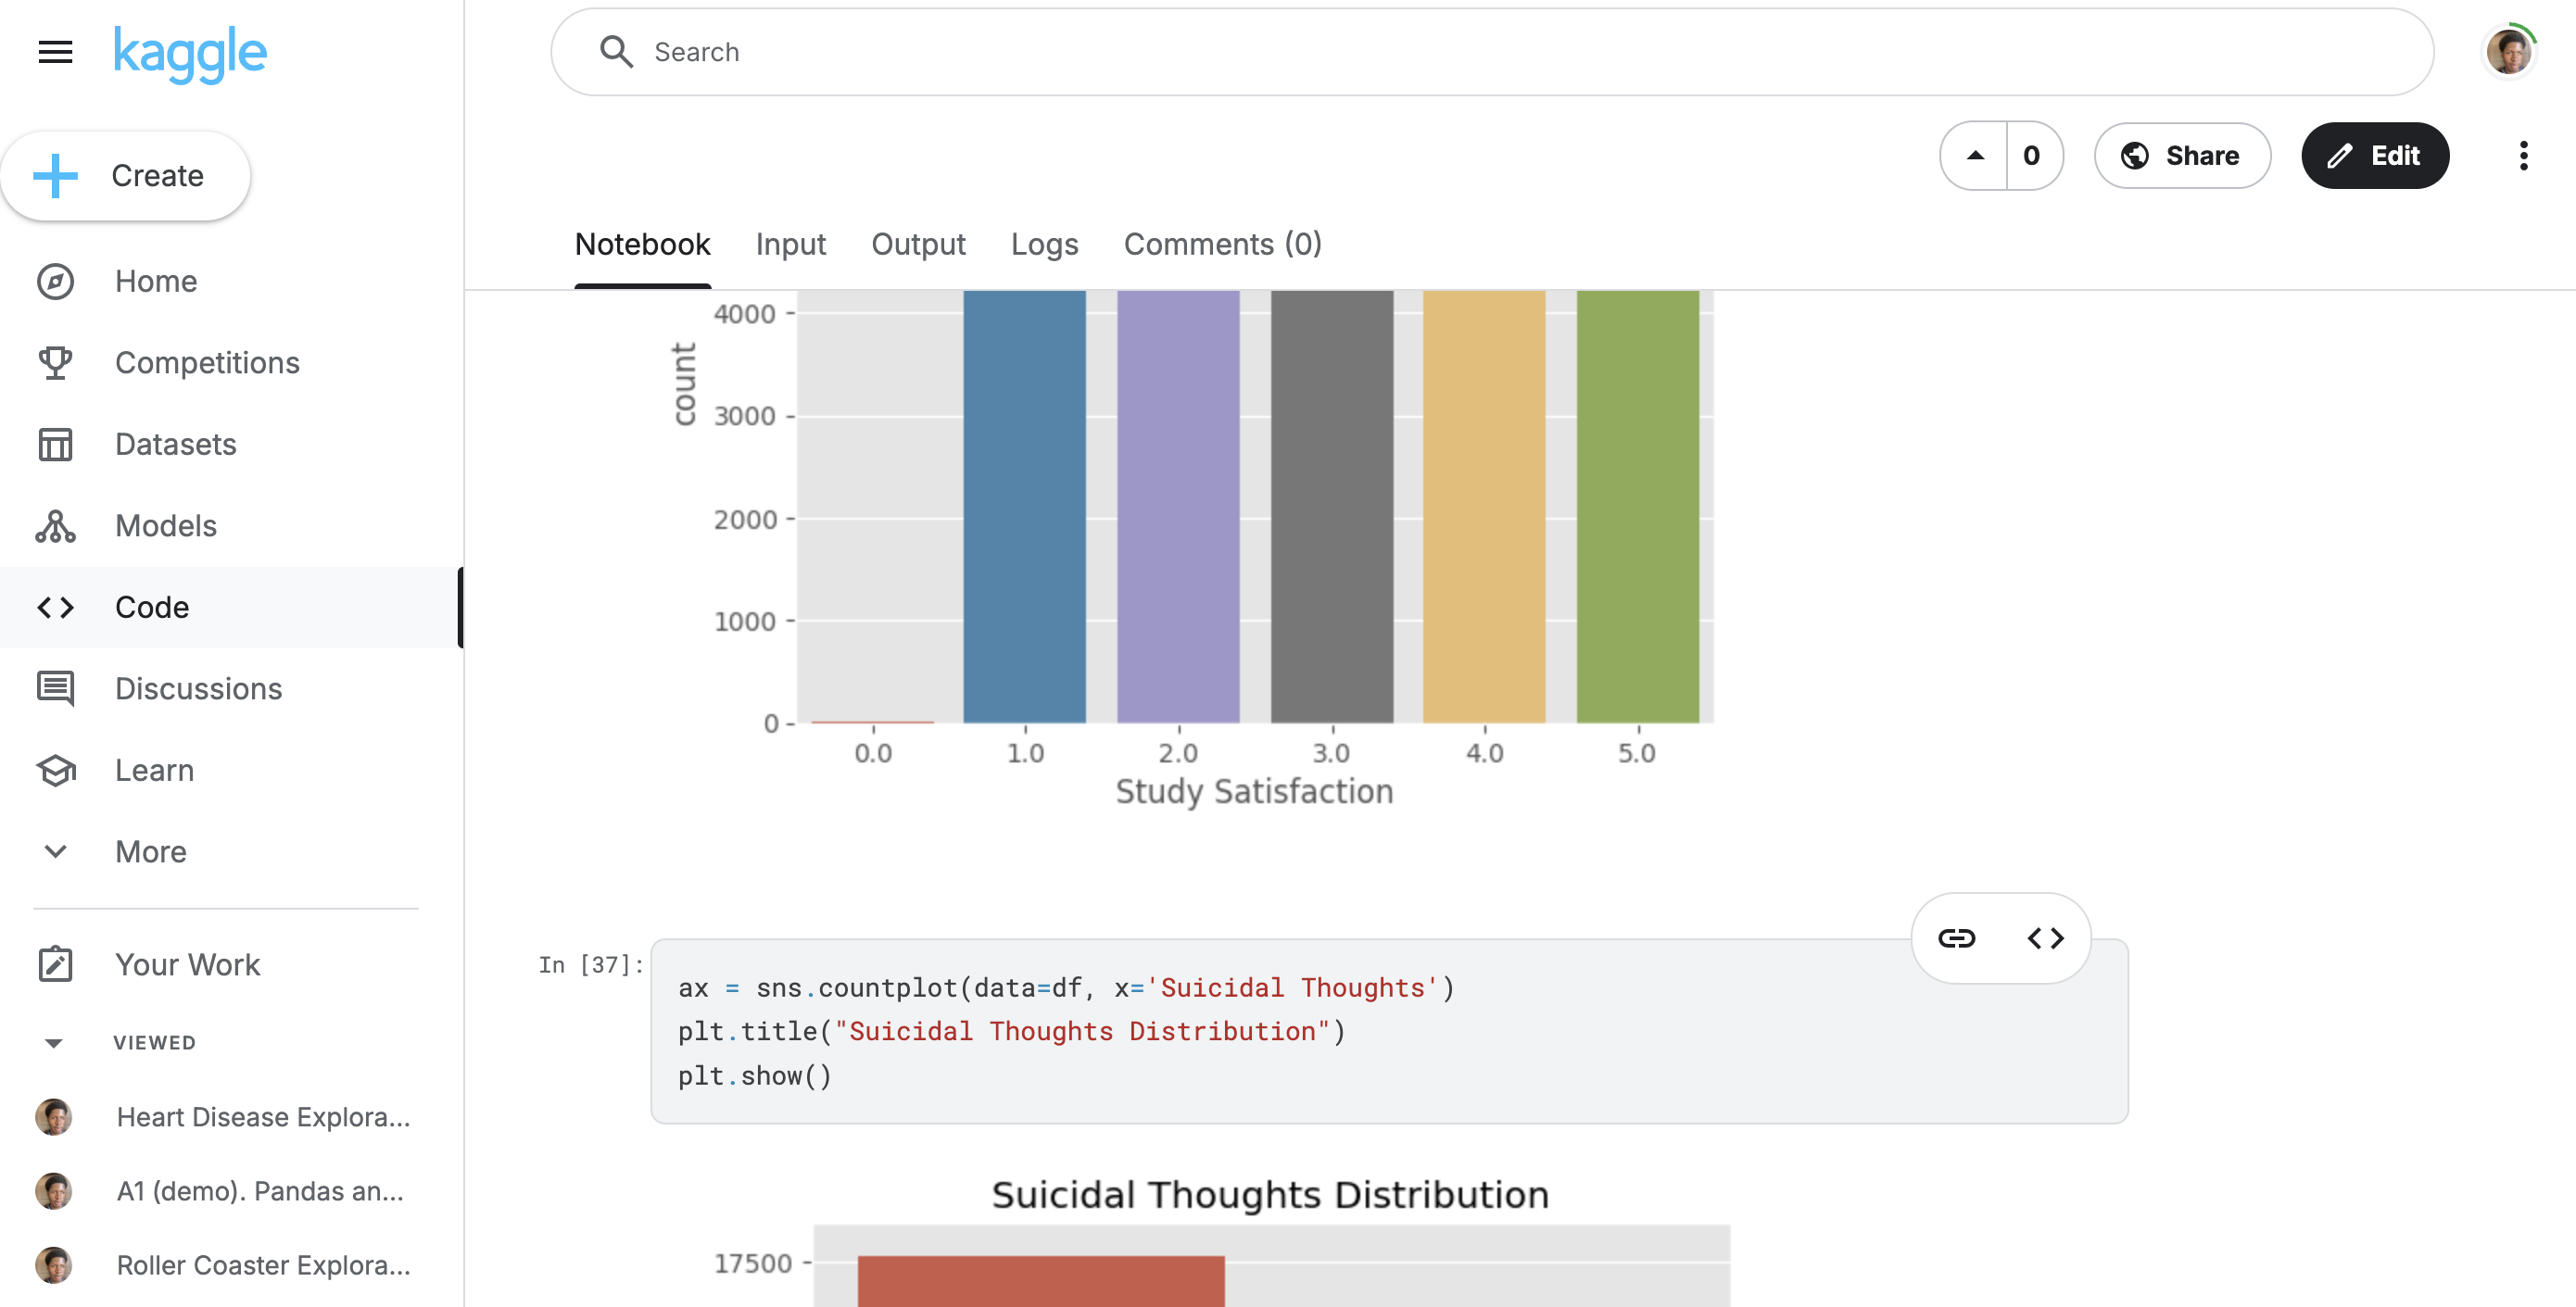 kaggle
Search
Create
0
Share
Edit
Notebook
Input
Output
Logs
Comments (0)
Home
Competitions
Datasets
Models
Code
Discussions
Learn
More
Your Work
VIEWED
Heart Disease Explora...
A1 (demo). Pandas an...
Roller Coaster Explora...
count
4000
3000
2000
1000
0
0.0 1.0 2.0 3.0 4.0 5.0
Study Satisfaction
In [37]:
ax = sns.countplot(data=df, x='Suicidal Thoughts')
plt.title("Suicidal Thoughts Distribution")
plt.show()
Suicidal Thoughts Distribution
17500